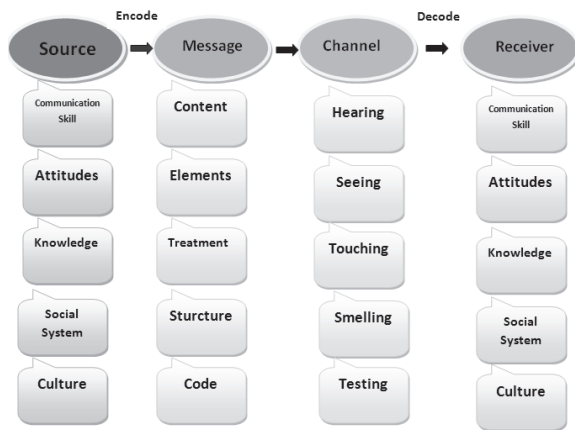 Encode
Decode
Source
Message
Channel
Receiver
Communication
Skill
Content
Hearing
Communication
Skill
Attitudes
Elements
Seeing
Attitudes
Knowledge
Treatment
Touching
Knowledge
Social
System
Sturcture
Smelling
Social
System
Culture
Code
Testing
Culture